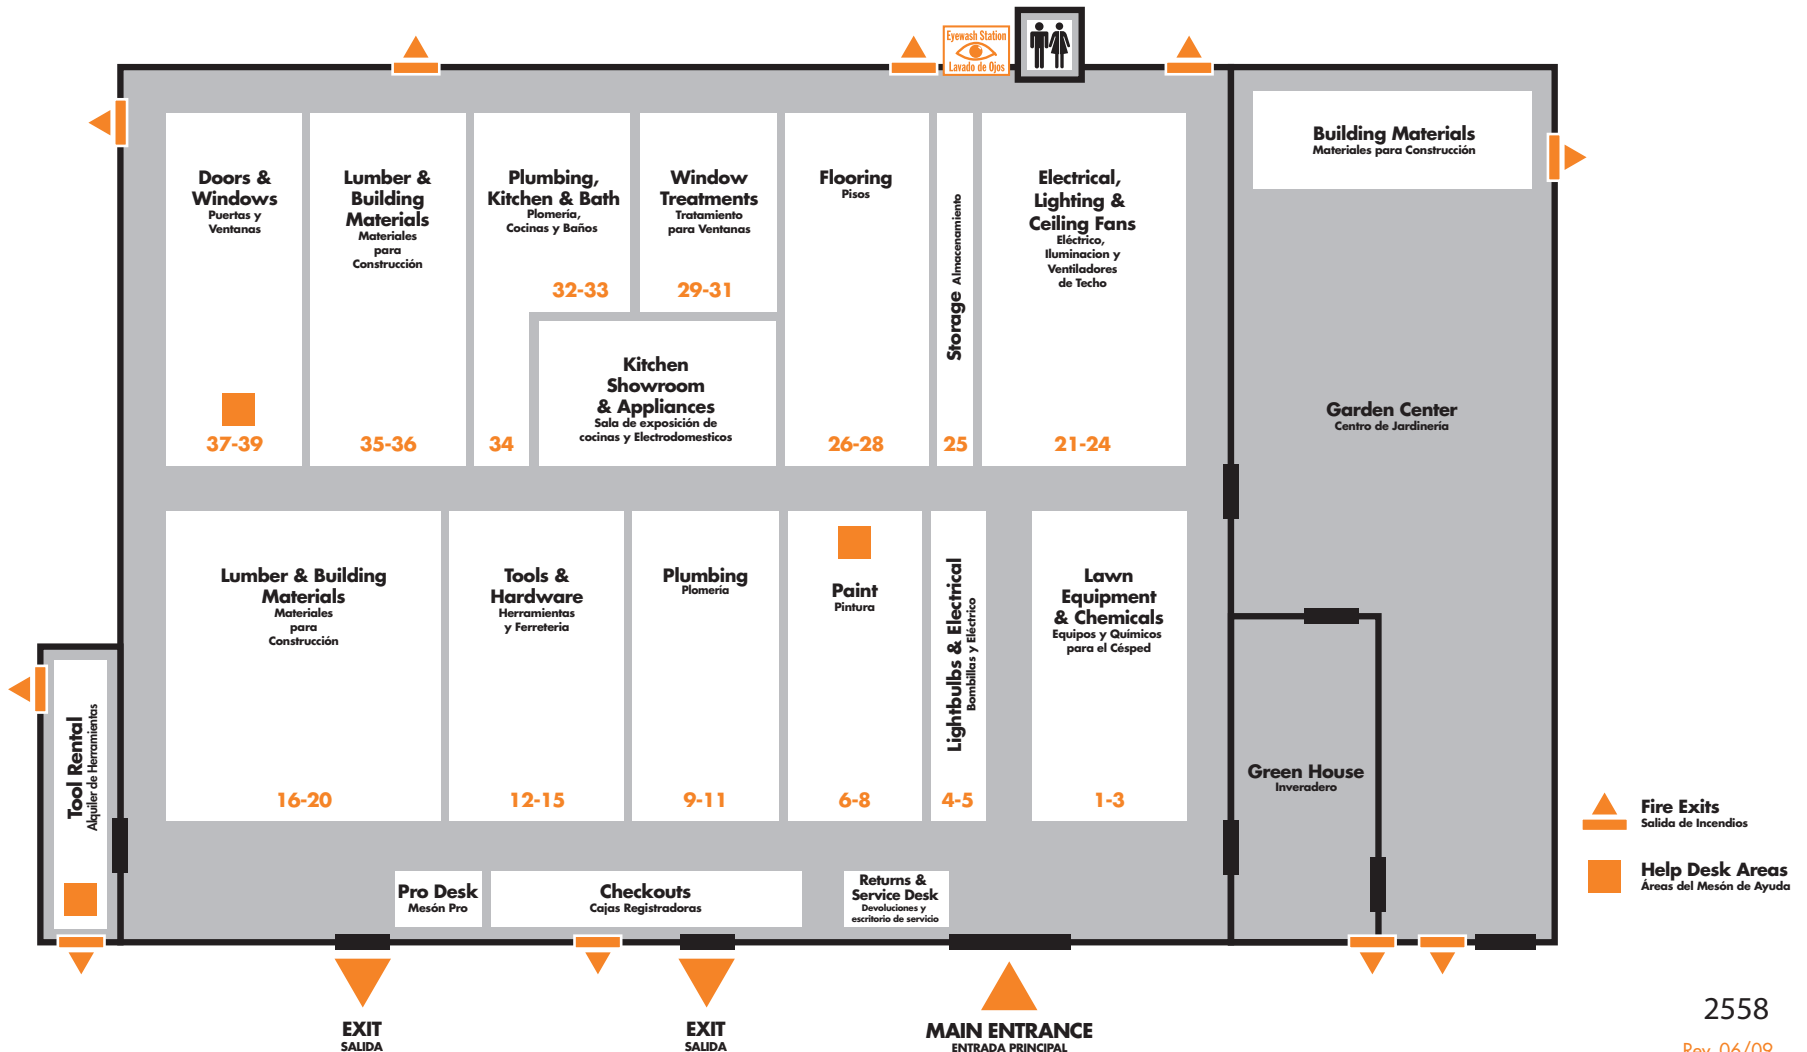 Eyewash Station
Lavado de Ojos
Doors &
Windows
Puertas y
Ventanas
37-39
Lumber &
Building
Materials
Materiales
para
Construcción
35-36
Plumbing,
Kitchen & Bath
Plomería,
Cocinas y Baños
32-33
34
Window
Treatments
Tratamiento
para Ventanas
29-31
Kitchen
Showroom
& Appliances
Sala de exposición de
cocinas y Electrodomesticos
Flooring
Pisos
26-28
Storage Almacenamiento
25
Electrical,
Lighting &
Ceiling Fans
Eléctrico,
Iluminacion y
Ventiladores
de Techo
21-24
Building Materials
Materiales para Construcción
Garden Center
Centro de Jardinería
Tool Rental
Alquiler de Herramientas
Lumber & Building
Materials
Materiales
para
Construcción
16-20
Tools &
Hardware
Herramientas
y Ferreteria
12-15
Plumbing
Plomería
9-11
Paint
Pintura
6-8
Lightbulbs & Electrical
Bombillas y Eléctrico
4-5
Lawn
Equipment
& Chemicals
Equipos y Químicos
para el Césped
1-3
Green House
Inveradero
Pro Desk
Mesón Pro
Checkouts
Cajas Registradoras
Returns &
Service Desk
Devoluciones y
escritorio de servicio
EXIT
SALIDA
EXIT
SALIDA
MAIN ENTRANCE
ENTRADA PRINCIPAL
Fire Exits
Salida de Incendios
Help Desk Areas
Áreas del Mesón de Ayuda
2558
Rev. 06/09